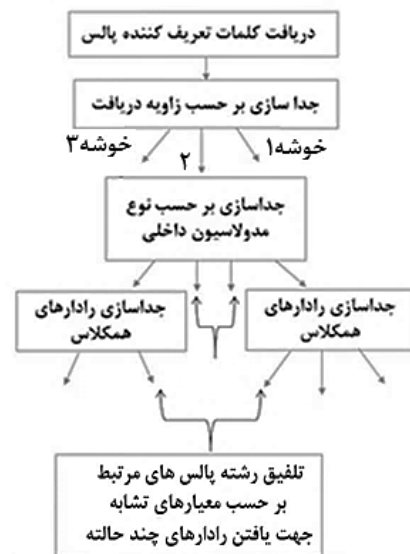 دریافت کلمات تعریف کننده پالس
جدا سازی بر حسب زاویه دریافت
خوشه۱
۲
خوشه۳
جداسازی بر حسب نوع
مدولاسیون داخلی
جداسازی رادارهای
همکلاس
جداسازی رادارهای
همکلاس
تلفیق رشته پالس های مرتبط
بر حسب معیارهای تشابه
جهت یافتن رادارهای چند حالته